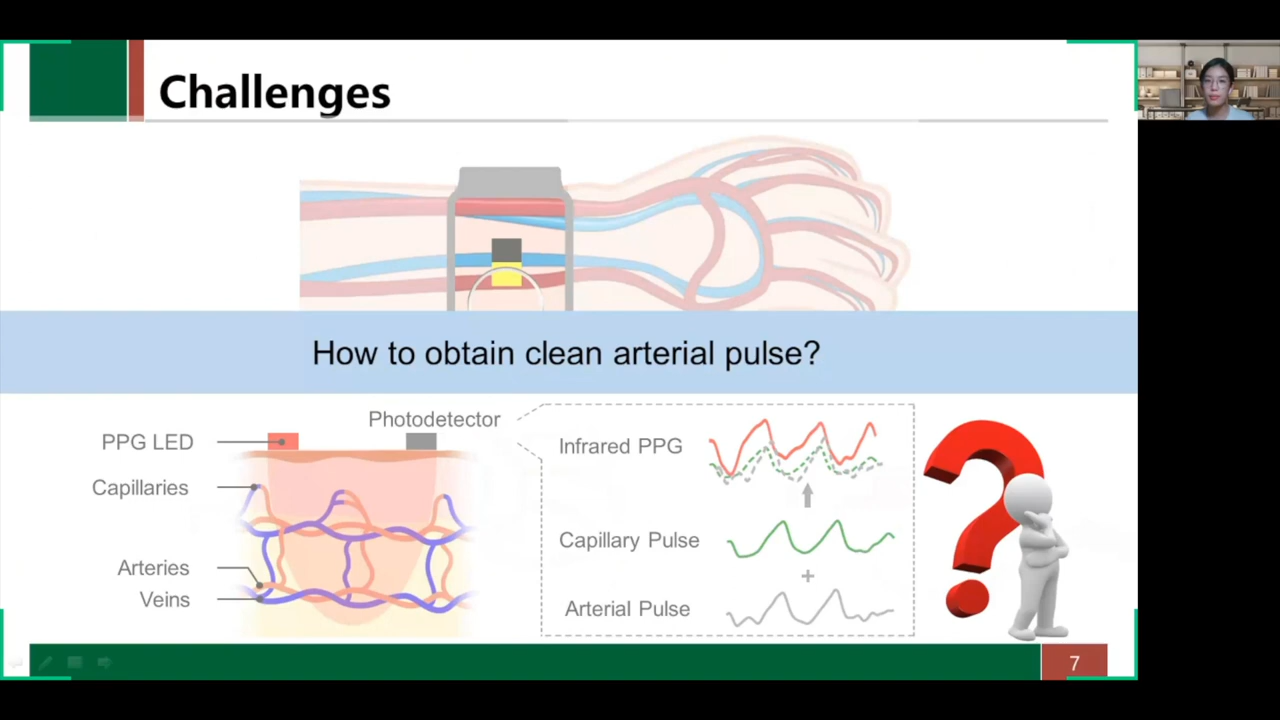 Challenges
How to obtain clean arterial pulse?
Photodetector
PPG LED
Capillaries
Arteries
Veins
Infrared PPG
Capillary Pulse
+
Arterial Pulse
7